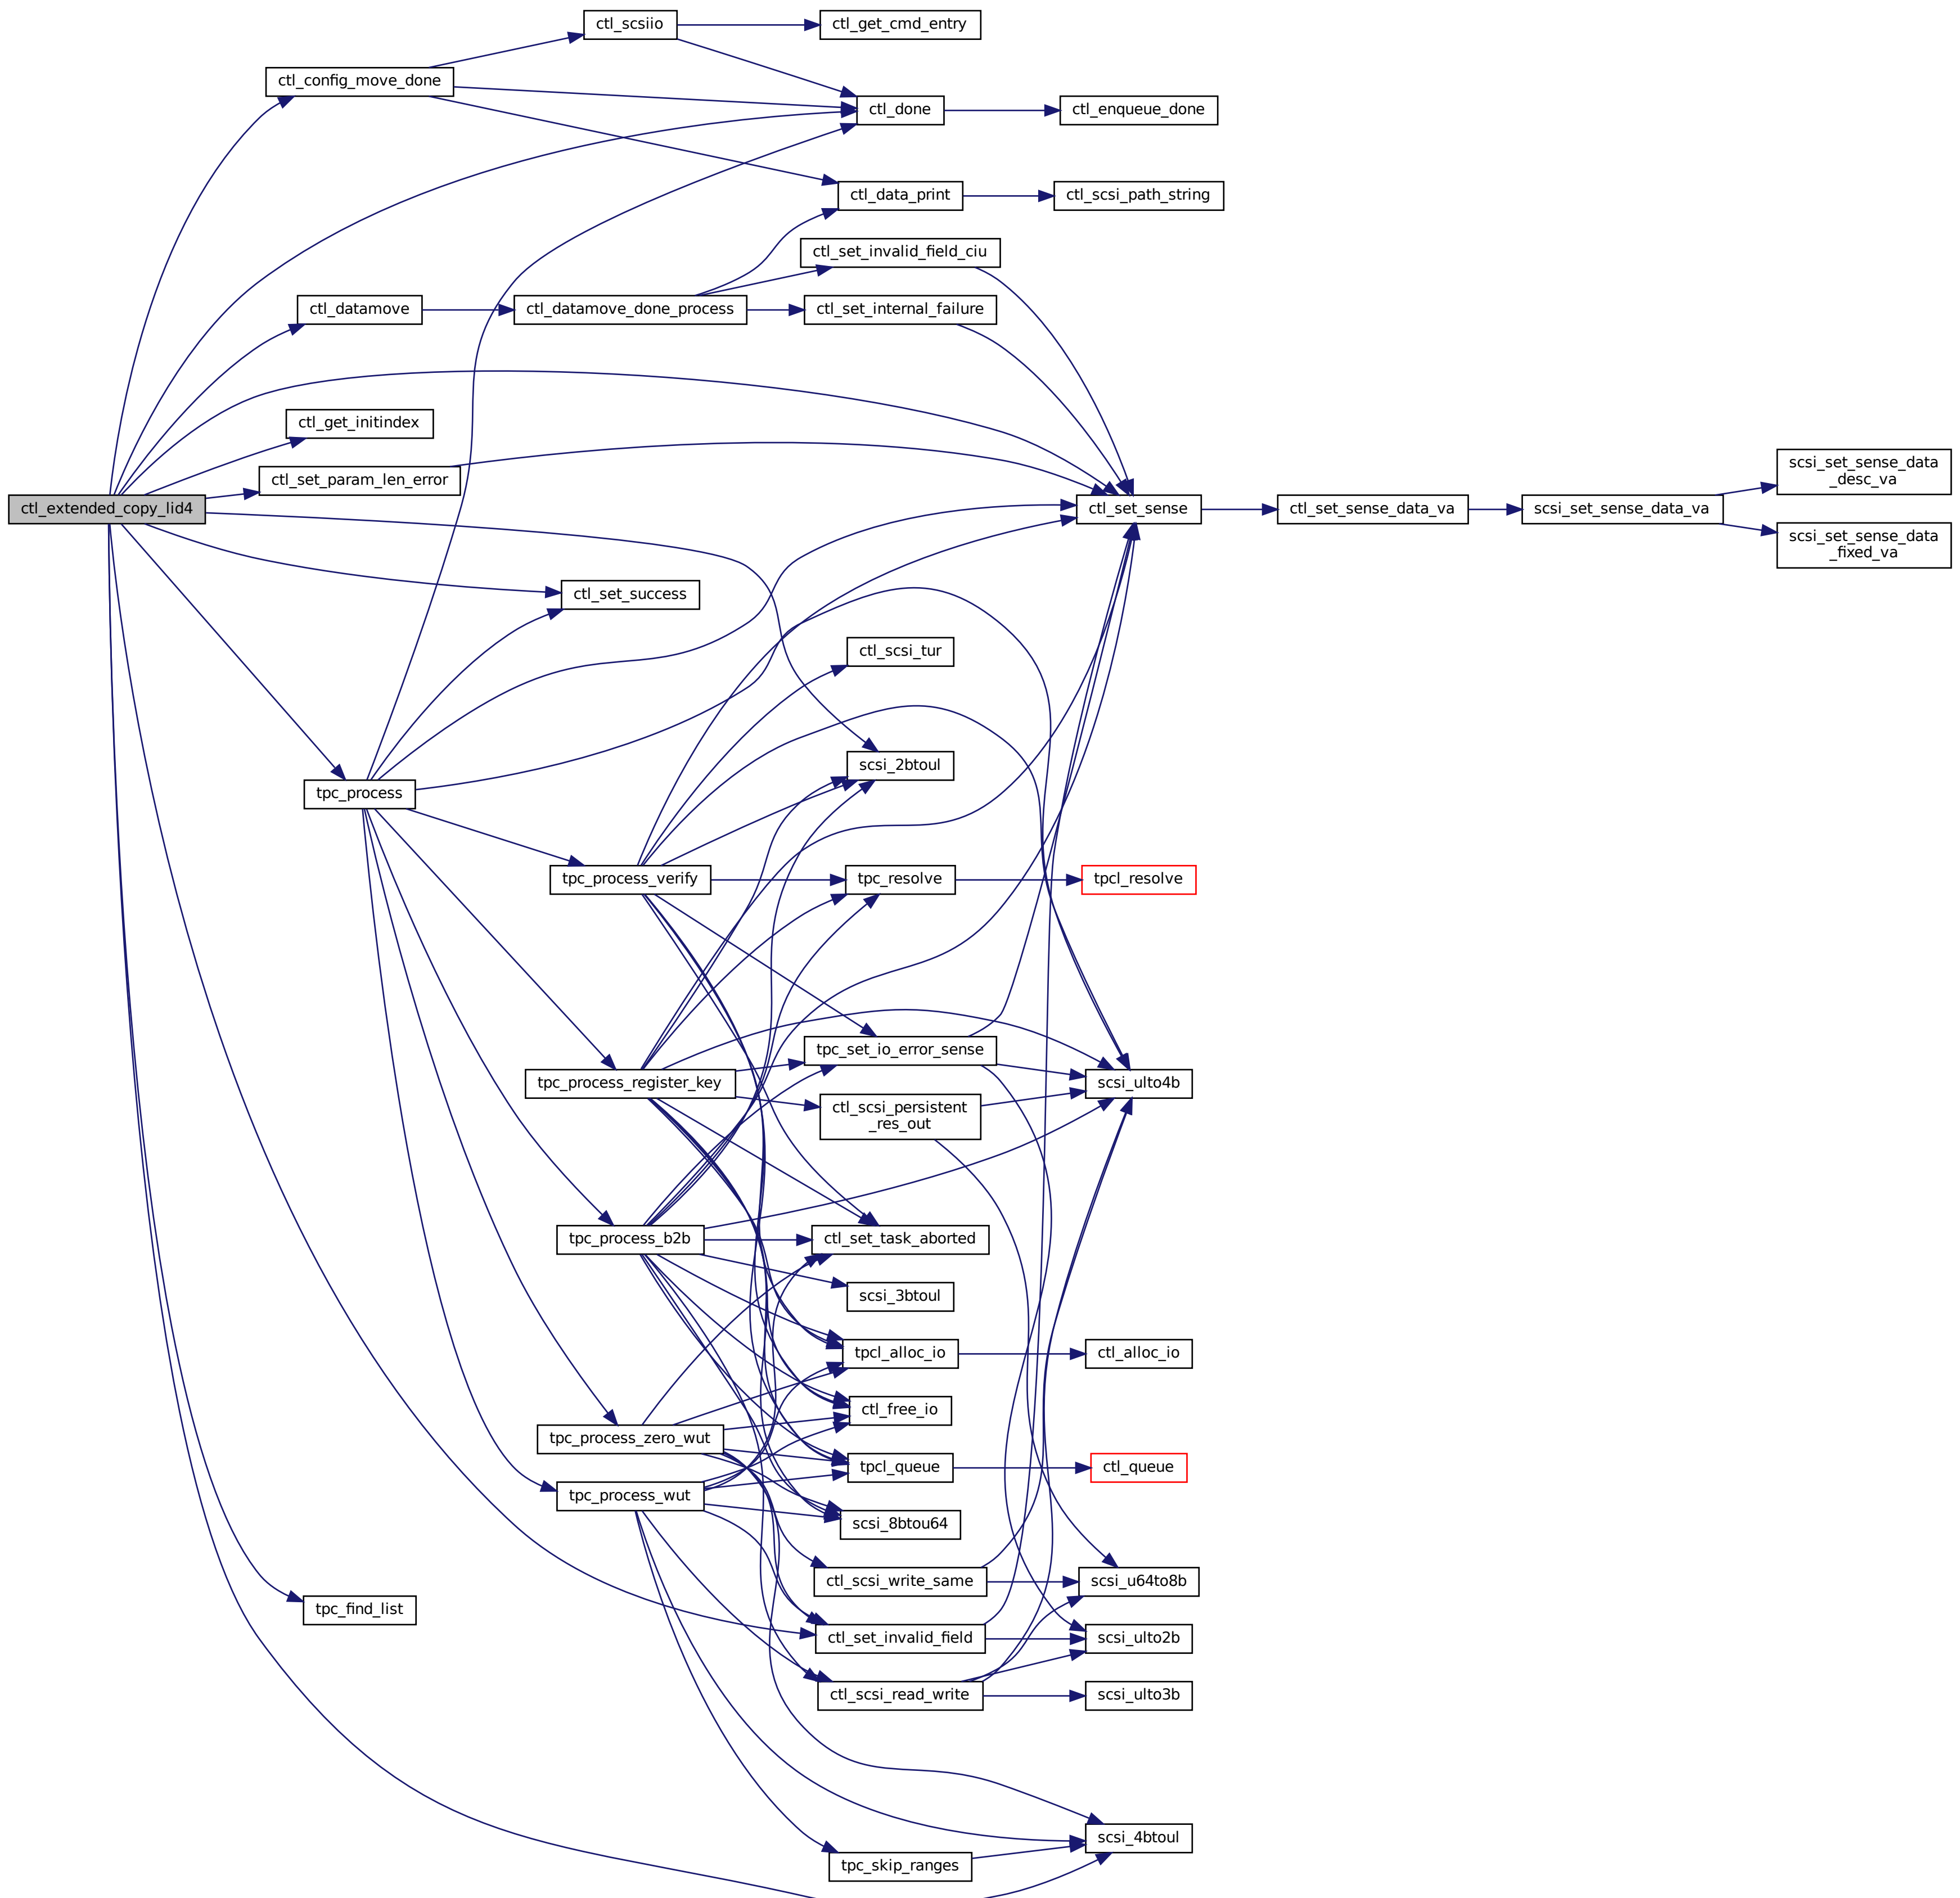 ctl_scsiio
ctl_get_cmd_entry
ctl_config_move_done
ctl_done
ctl_enqueue_done
ctl_data_print
ctl_scsi_path_string
ctl_set_invalid_field_ciu
ctl_datamove
ctl_datamove_done_process
ctl_set_internal_failure
ctl_get_initindex
ctl_set_param_len_error
scsi_set_sense_data
_desc_va
ctl_extended_copy_lid4
ctl_set_sense
ctl_set_sense_data_va
scsi_set_sense_data_va
scsi_set_sense_data
_fixed_va
ctl_set_success
ctl_scsi_tur
scsi_2btoul
tpc_process
tpc_process_verify
tpc_resolve
tpcl_resolve
tpc_set_io_error_sense
tpc_process_register_key
scsi_ulto4b
ctl_scsi_persistent
_res_out
tpc_process_b2b
ctl_set_task_aborted
scsi_3btoul
tpcl_alloc_io
ctl_alloc_io
ctl_free_io
tpc_process_zero_wut
tpcl_queue
ctl_queue
tpc_process_wut
scsi_8btou64
ctl_scsi_write_same
scsi_u64to8b
tpc_find_list
ctl_set_invalid_field
scsi_ulto2b
ctl_scsi_read_write
scsi_ulto3b
scsi_4btoul
tpc_skip_ranges